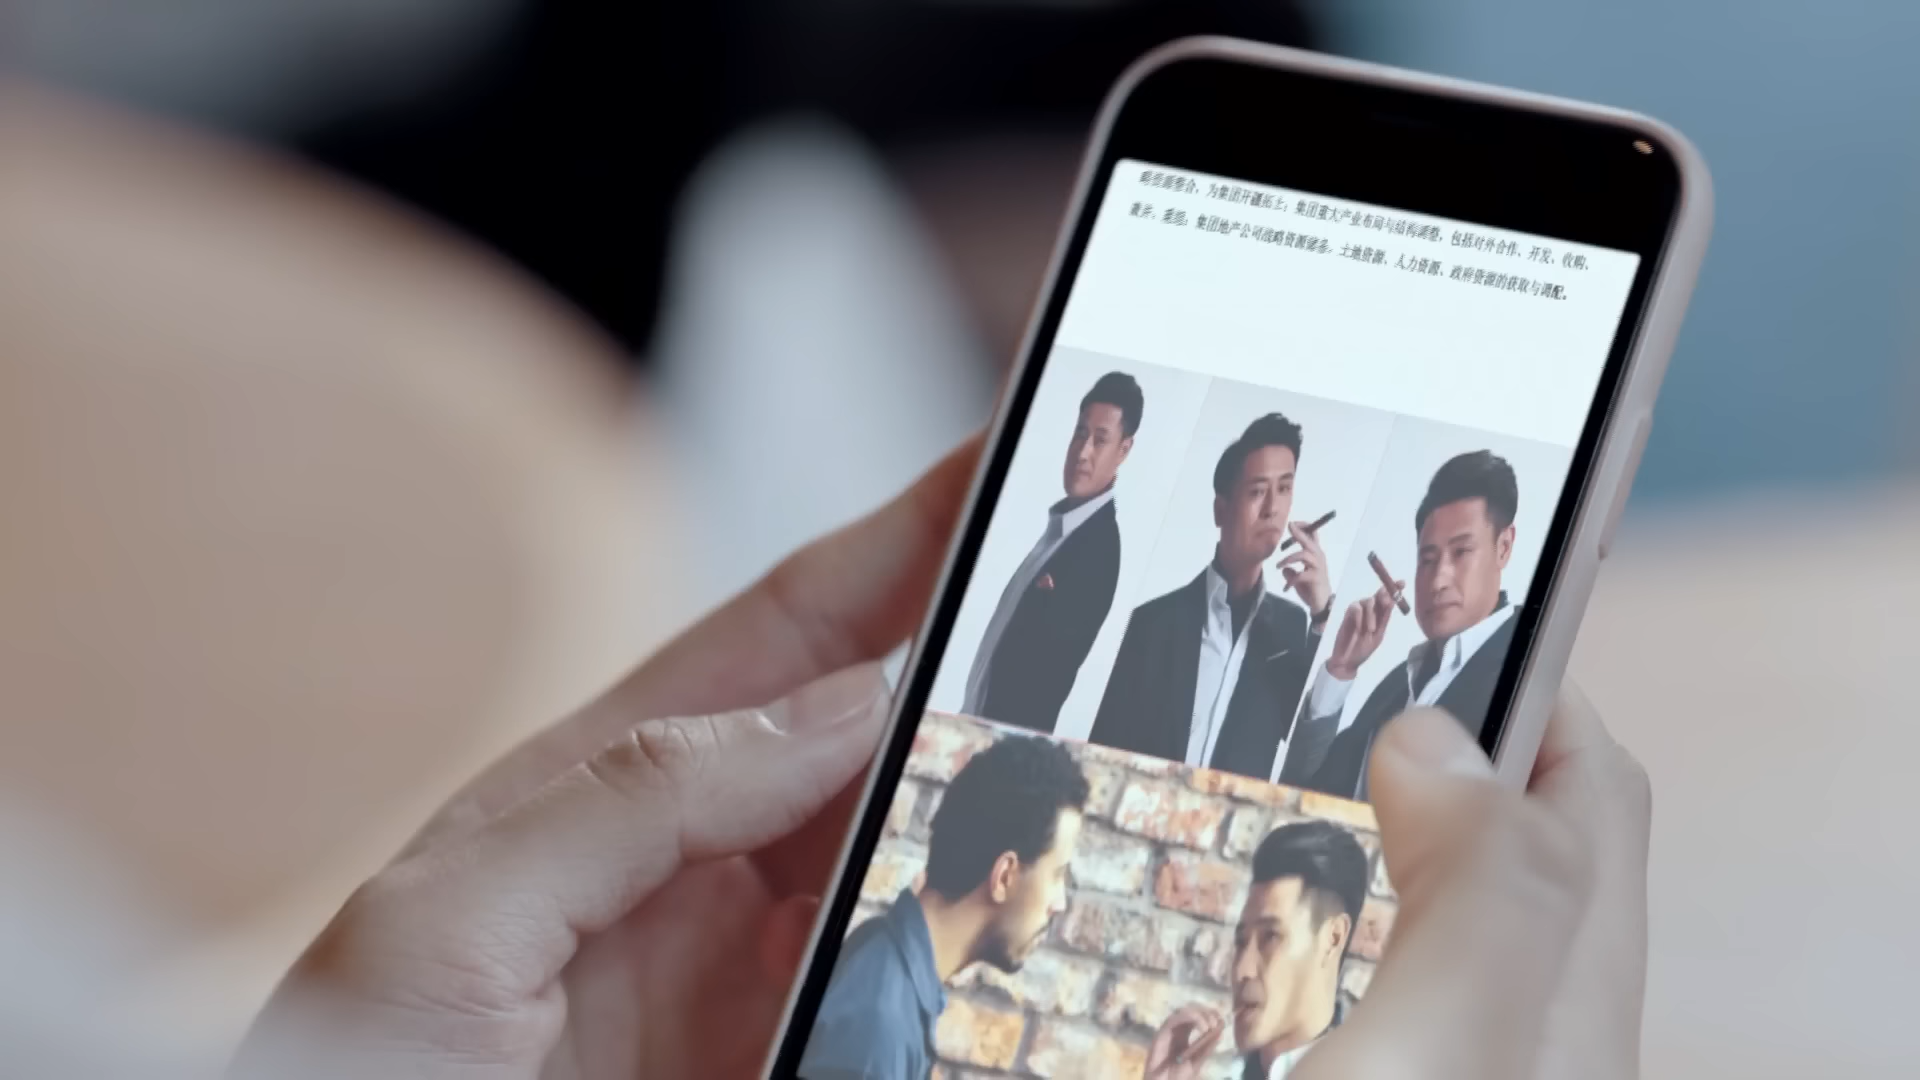 略资源整合，为集团开疆拓土；集团重大产业布局与结构调整，包括对外合作、开发、收购、
兼并、重组；集团地产公司战略资源储备，土地资源、人力资源、政府资源的获取与调配。